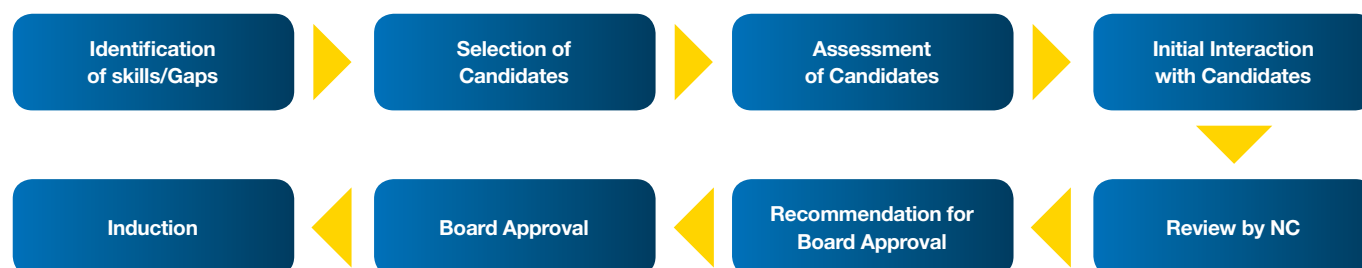 Identification
of skills/Gaps
Selection of
Candidates
Assessment
of Candidates
Initial Interaction
with Candidates
Review by NC
Recommendation for
Board Approval
Board Approval
Induction